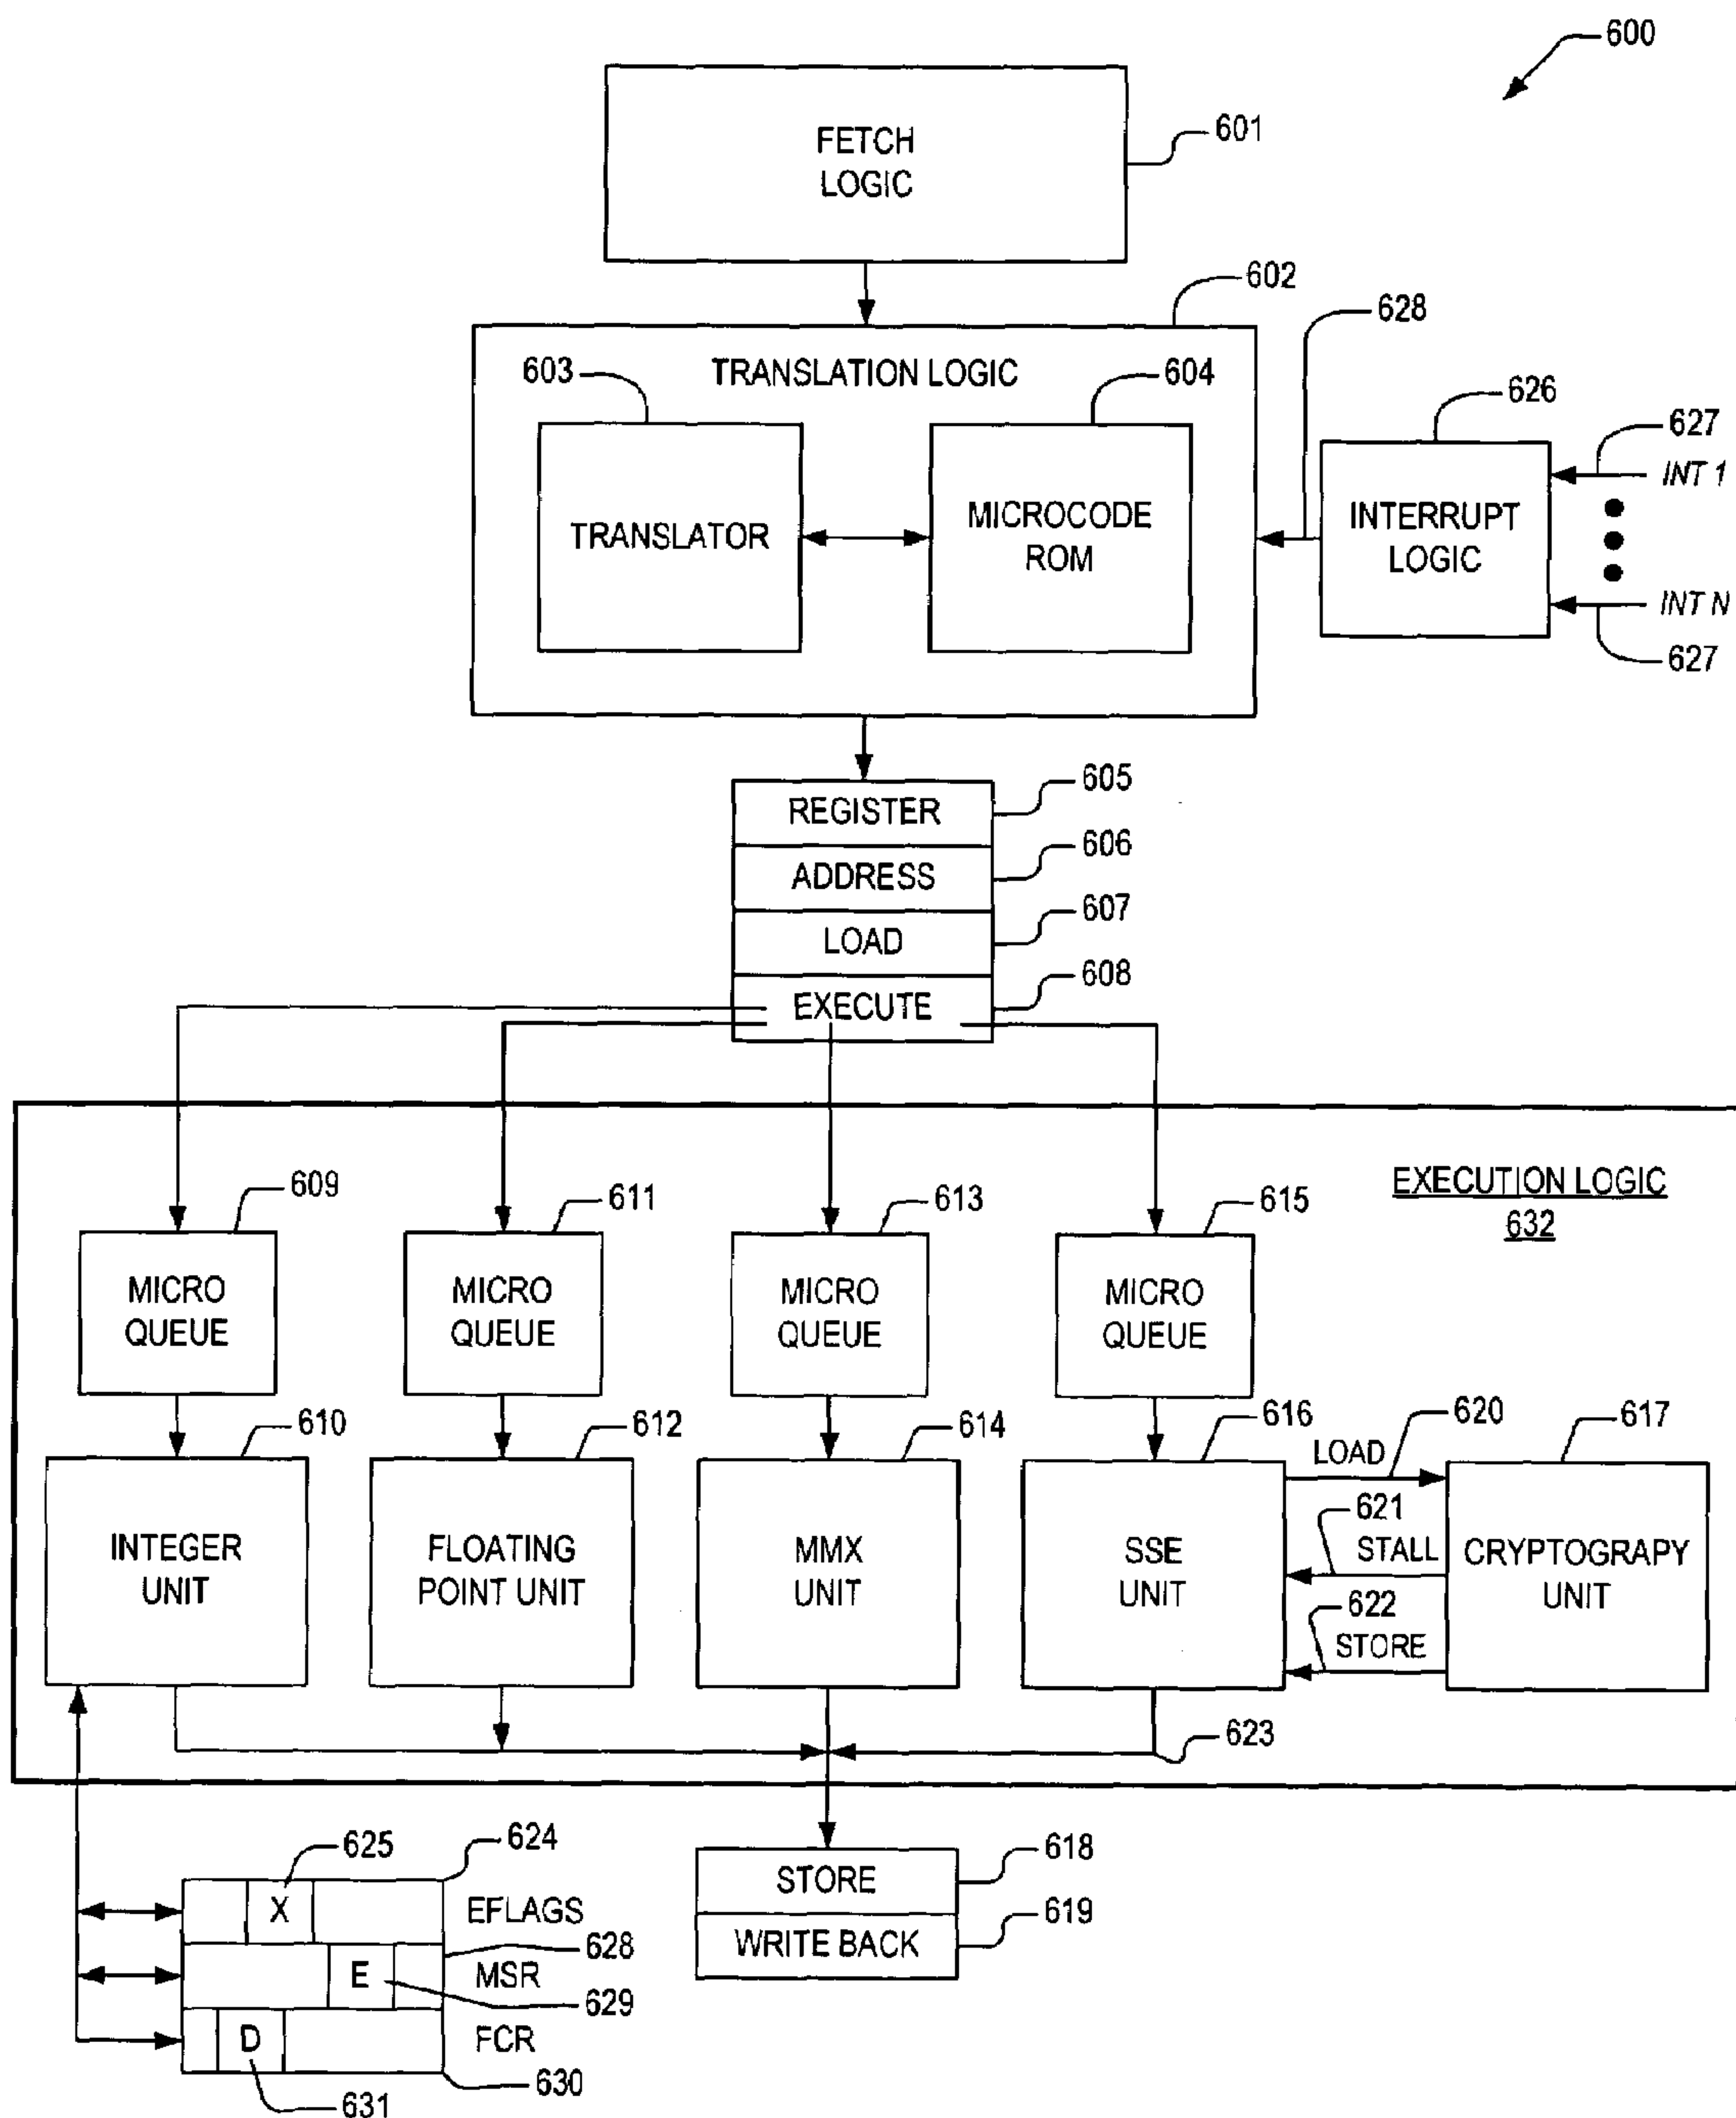 600
FETCH
LOGIC
601
602
628
TRANSLATION LOGIC
603
604
626
627
INT 1
TRANSLATOR
MICROCODE
ROM
INTERRUPT
LOGIC
INT N
627
REGISTER
605
ADDRESS
606
LOAD
607
EXECUTE
608
EXECUTION LOGIC
632
609
611
613
615
MICRO
QUEUE
MICRO
QUEUE
MICRO
QUEUE
MICRO
QUEUE
610
612
614
616
620
617
LOAD
INTEGER
UNIT
FLOATING
POINT UNIT
MMX
UNIT
SSE
UNIT
621
STALL
622
STORE
CRYPTOGRAPY
UNIT
623
625
624
X
EFLAGS
628
E
MSR
629
D
FCR
630
631
STORE
618
WRITE BACK
619